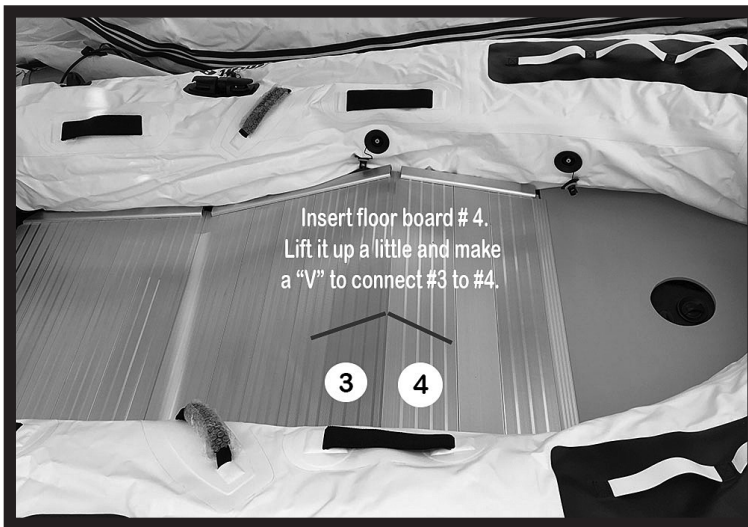 Insert floor board # 4.
Lift it up a little and make
a “V” to connect #3 to #4.
3
4